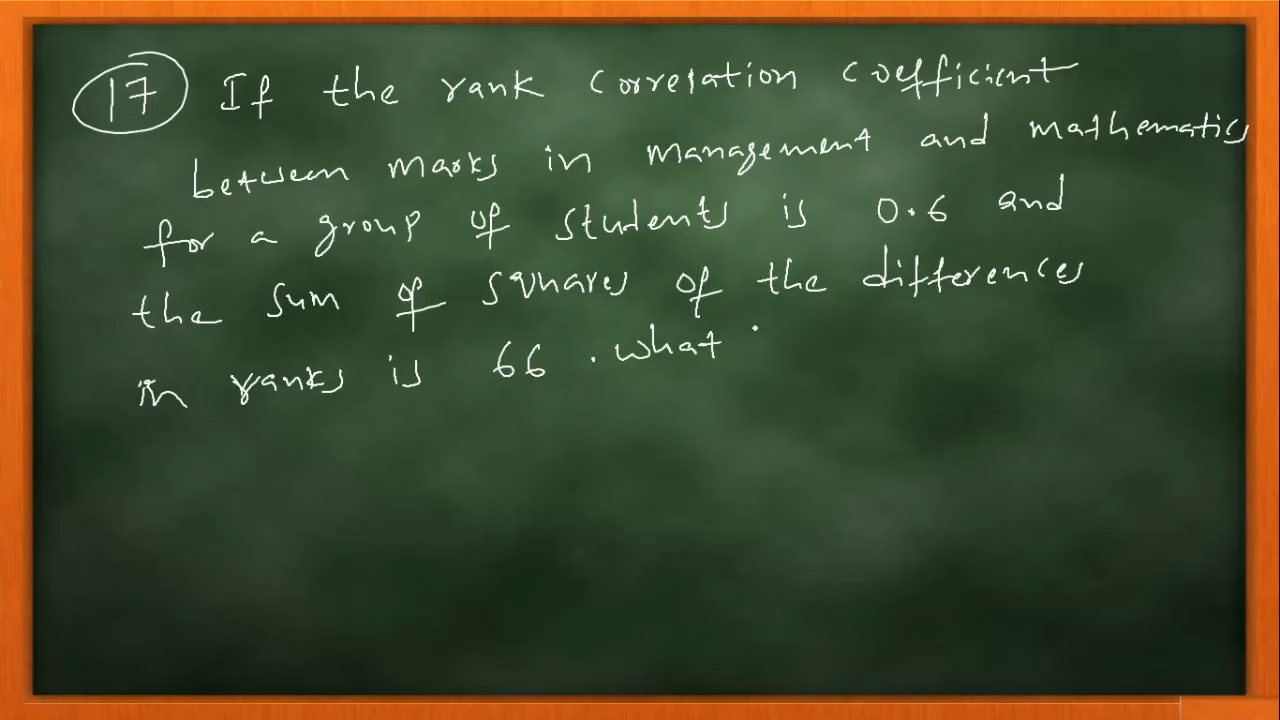 17 If the rank correlation coefficient
between marks in management and mathematics
for a group of students is 0.6 and
the sum of squares of the differences
in ranks is 66 . what